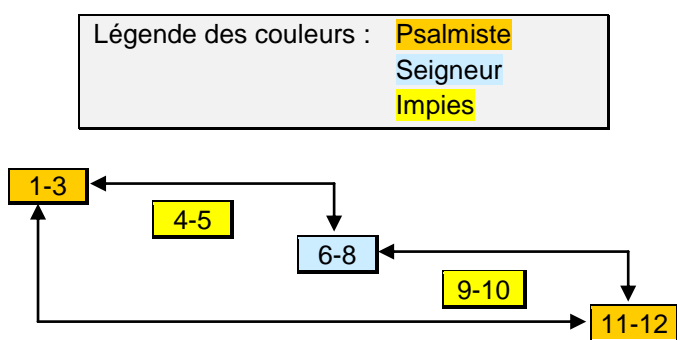 Légende des couleurs : Psalmiste
Seigneur
Impies
1-3
4-5
6-8
9-10
11-12